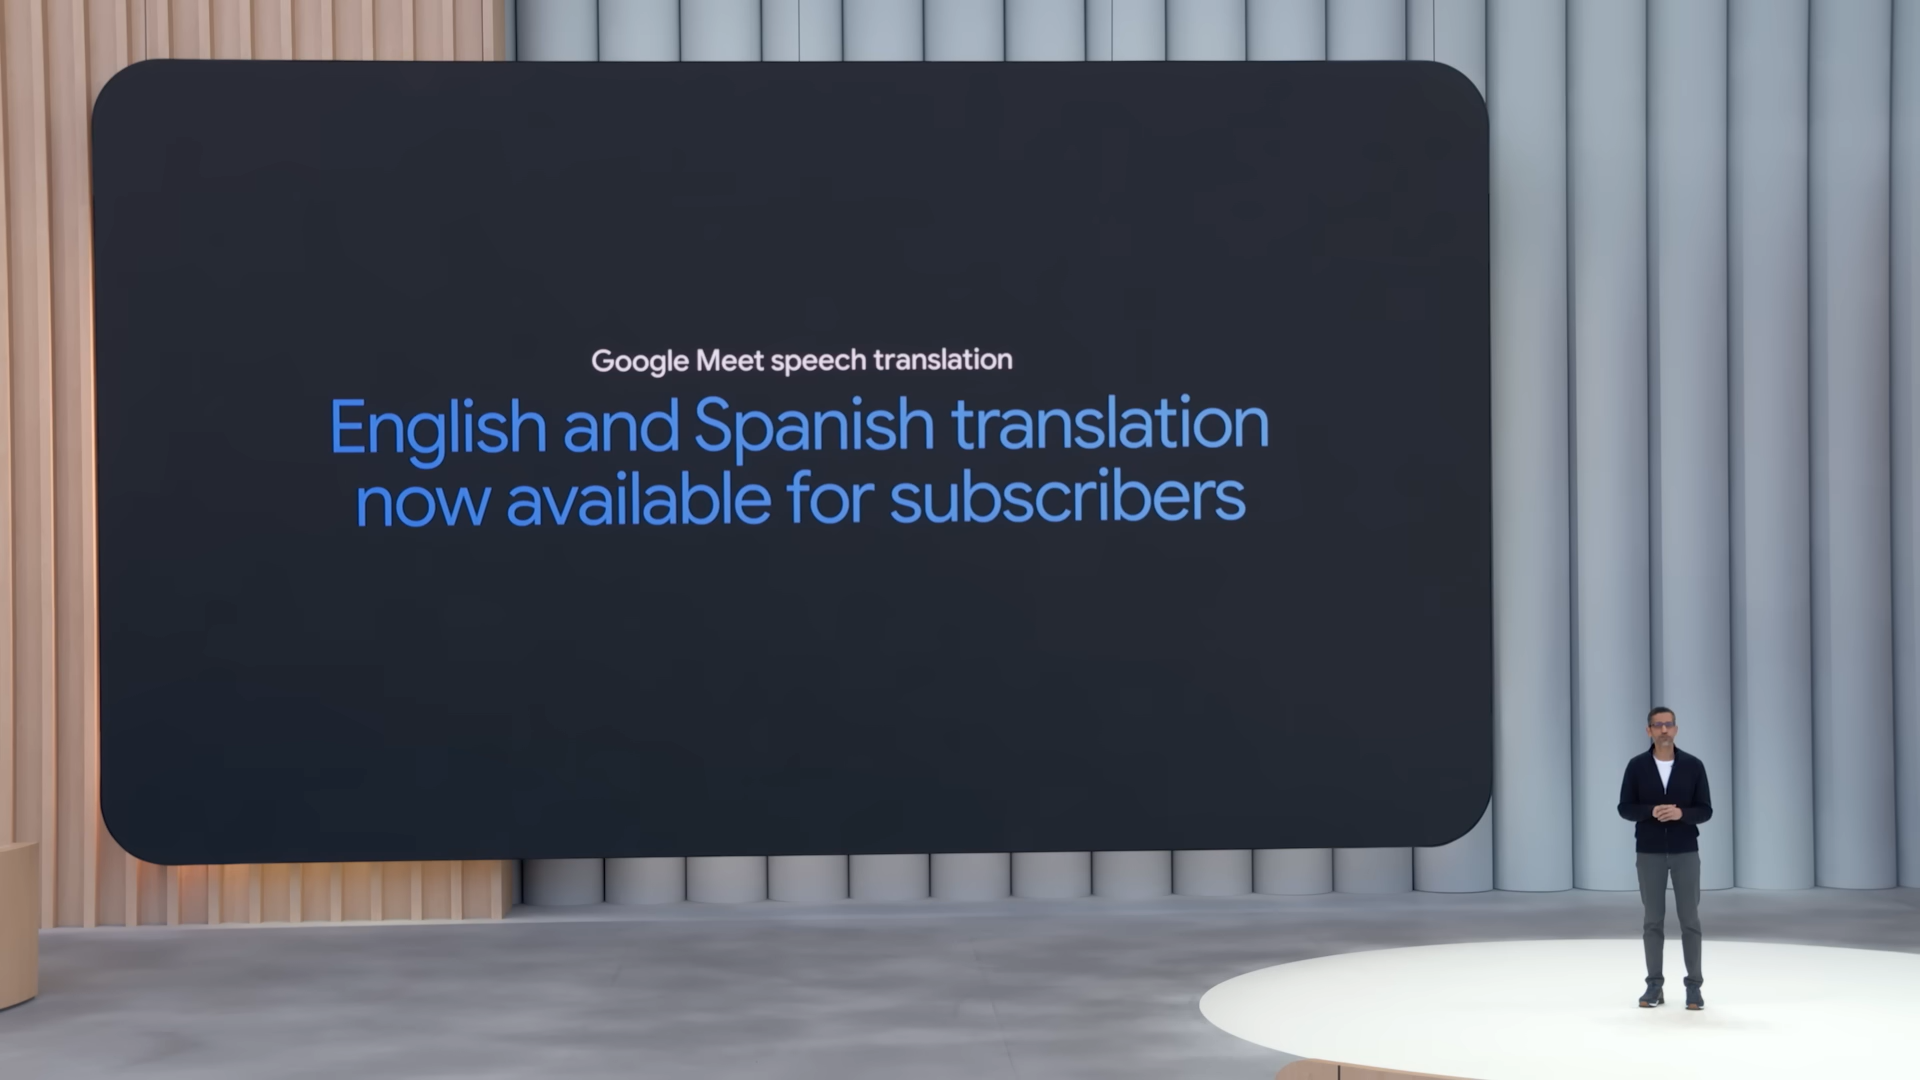 Google Meet speech translation
English and Spanish translation
now available for subscribers